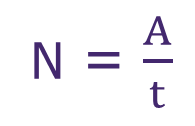 N = A/t